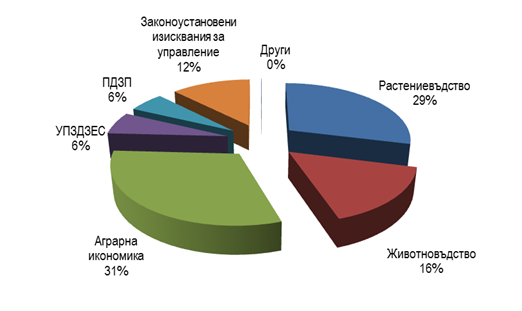 Законоустановени
изисквания за
управление
12%
Други
0%
ПДЗП
6%
Растениевъдство
29%
УПЗДЗЕС
6%
Аграрна
икономика
31%
Животновъдство
16%